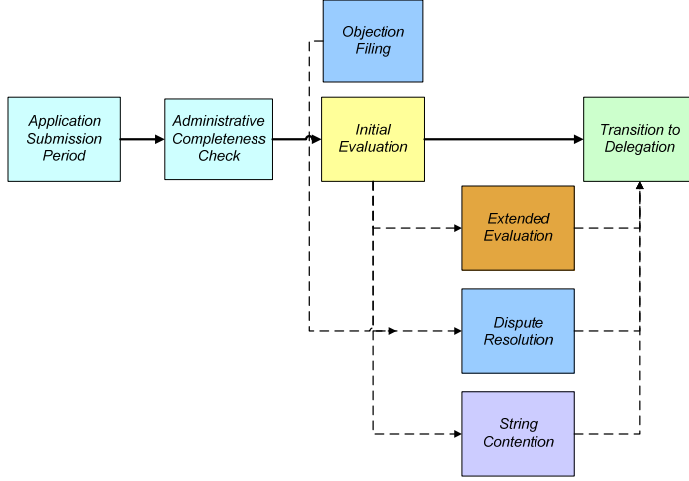 Objection
Filing
Application
Submission
Period
Administrative
Completeness
Check
Initial
Evaluation
Transition to
Delegation
Extended
Evaluation
Dispute
Resolution
String
Contention